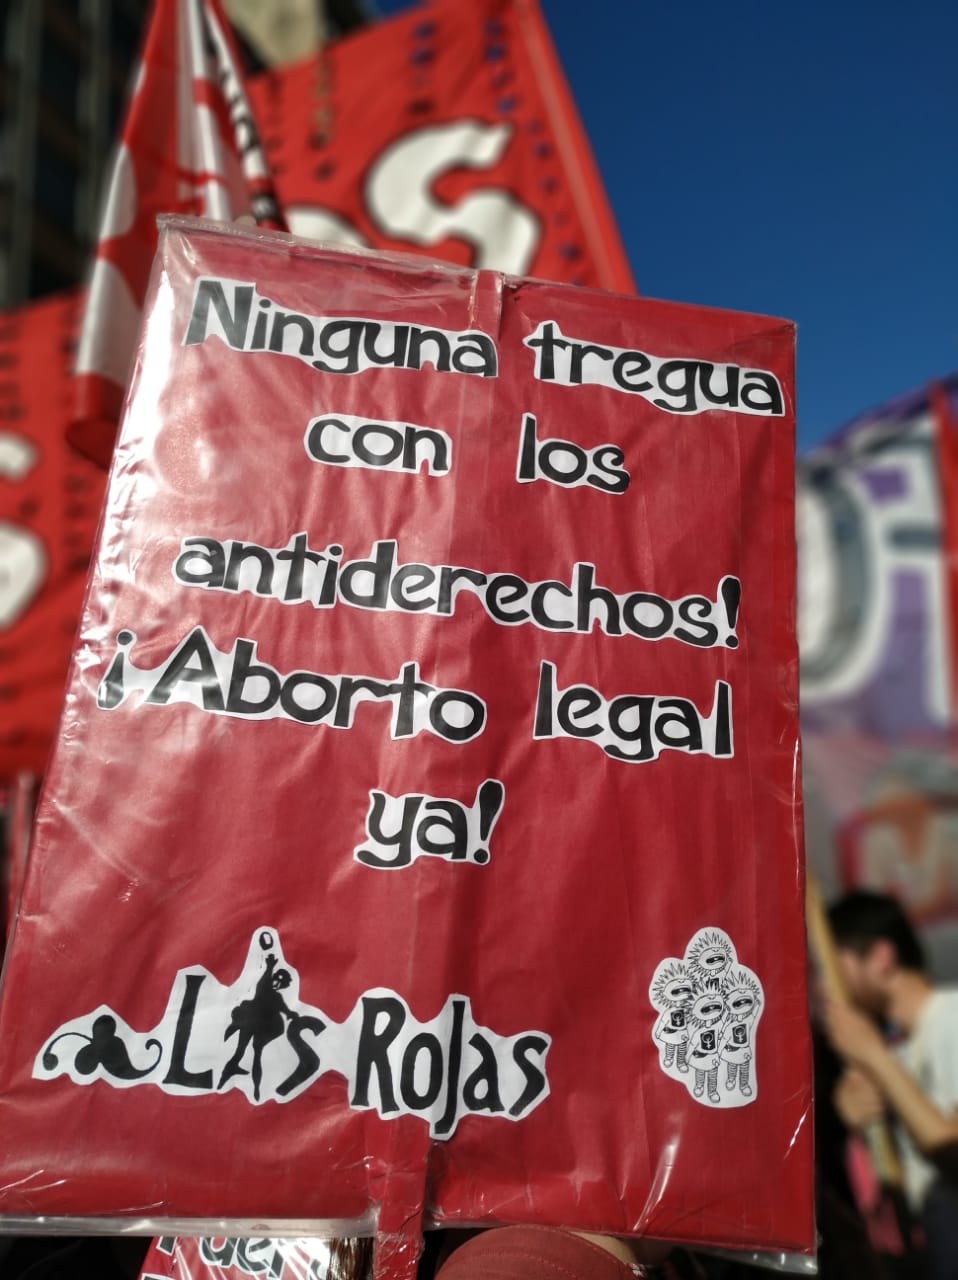 Ninguna tregua
con los
antiderechos!
¡Aborto legal
ya!
Las Rojas